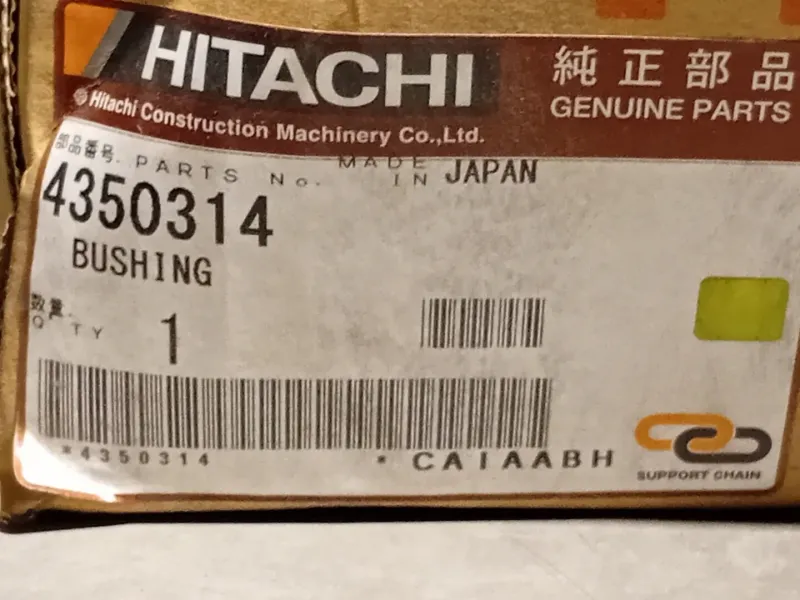 HITACHI
純正部品
GENUINE PARTS
Hitachi Construction Machinery Co.,Ltd.
部品番号. PARTS No.
MADE IN JAPAN
4350314
BUSHING
数量.
Q'TY 1
*4350314 * CA1AABH
SUPPORT CHAIN